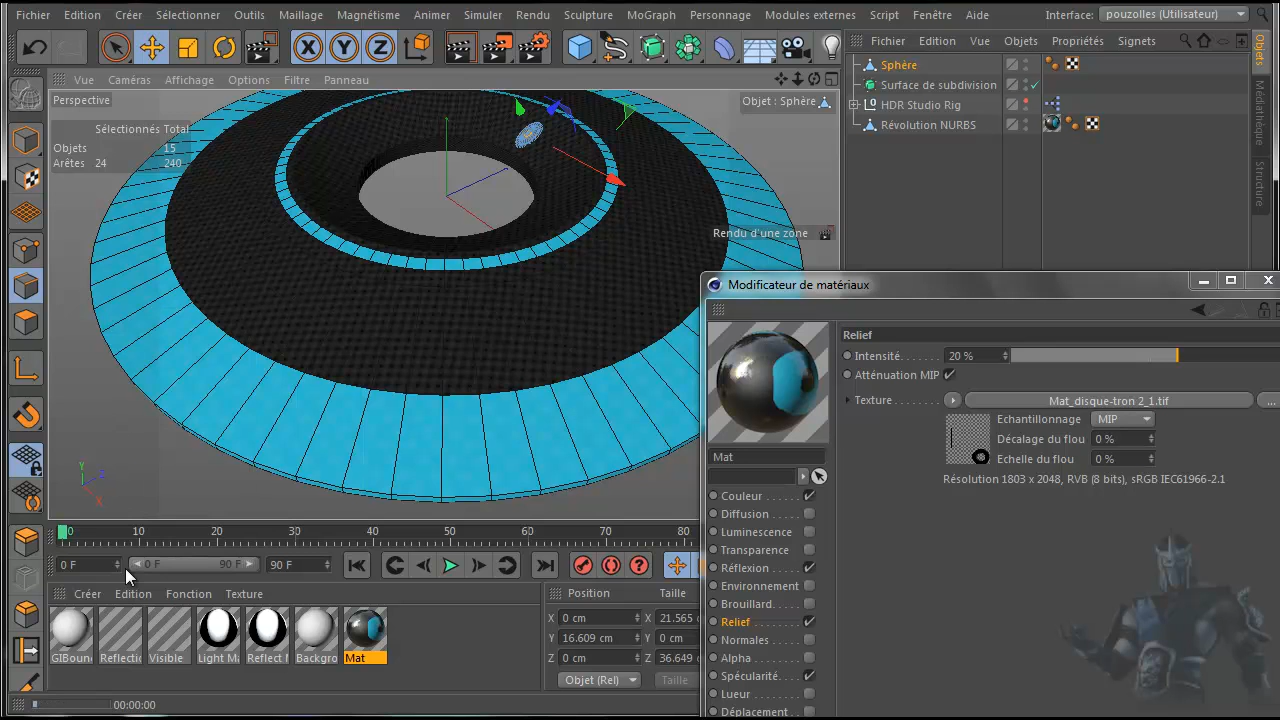 Fichier Edition Créer Sélectionner Outils Maillage Magnétisme Animer Simuler Rendu Sculpture MoGraph Personnage Modules externes Script Fenêtre Aide Interface: pouzolles (Utilisateur)
X Y Z
Fichier Edition Vue Objets Propriétés Signets
Objets
Médiathèque
Structure
Vue Caméras Affichage Options Filtre Panneau
Sphère
Surface de subdivision
HDR Studio Rig
Révolution NURBS
Perspective
Objet : Sphère
Sélectionnés Total
Objets 15
Arêtes 24 240
Rendu d'une zone
Y
Z
X
Modificateur de matériaux
Relief
Intensité. . . . . . 20 %
Atténuation MIP
Texture . . . . . . . Mat_disque-tron 2_1.tif ...
Echantillonnage MIP
Décalage du flou 0 %
Echelle du flou 0 %
Résolution 1803 x 2048, RVB (8 bits), sRGB IEC61966-2.1
Mat
Couleur . . . .
Diffusion . . . .
Luminescence
Transparence
Réflexion . . .
Environnement
Brouillard. . . .
Relief . . . . . .
Normales . . .
Alpha . . . . . .
Spécularité. . .
Lueur . . . . . .
Déplacement .
0 10 20 30 40 50 60 70 80
0 F 0 F 90 F 90 F
Créer Edition Fonction Texture
GIBoun Reflectio Visible Light Ma Reflect M Backgro Mat
Position Taille
X 0 cm X 21.565
Y 16.609 cm Y 0 cm
Z 0 cm Z 36.649
Objet (Rel) Taille
00:00:00